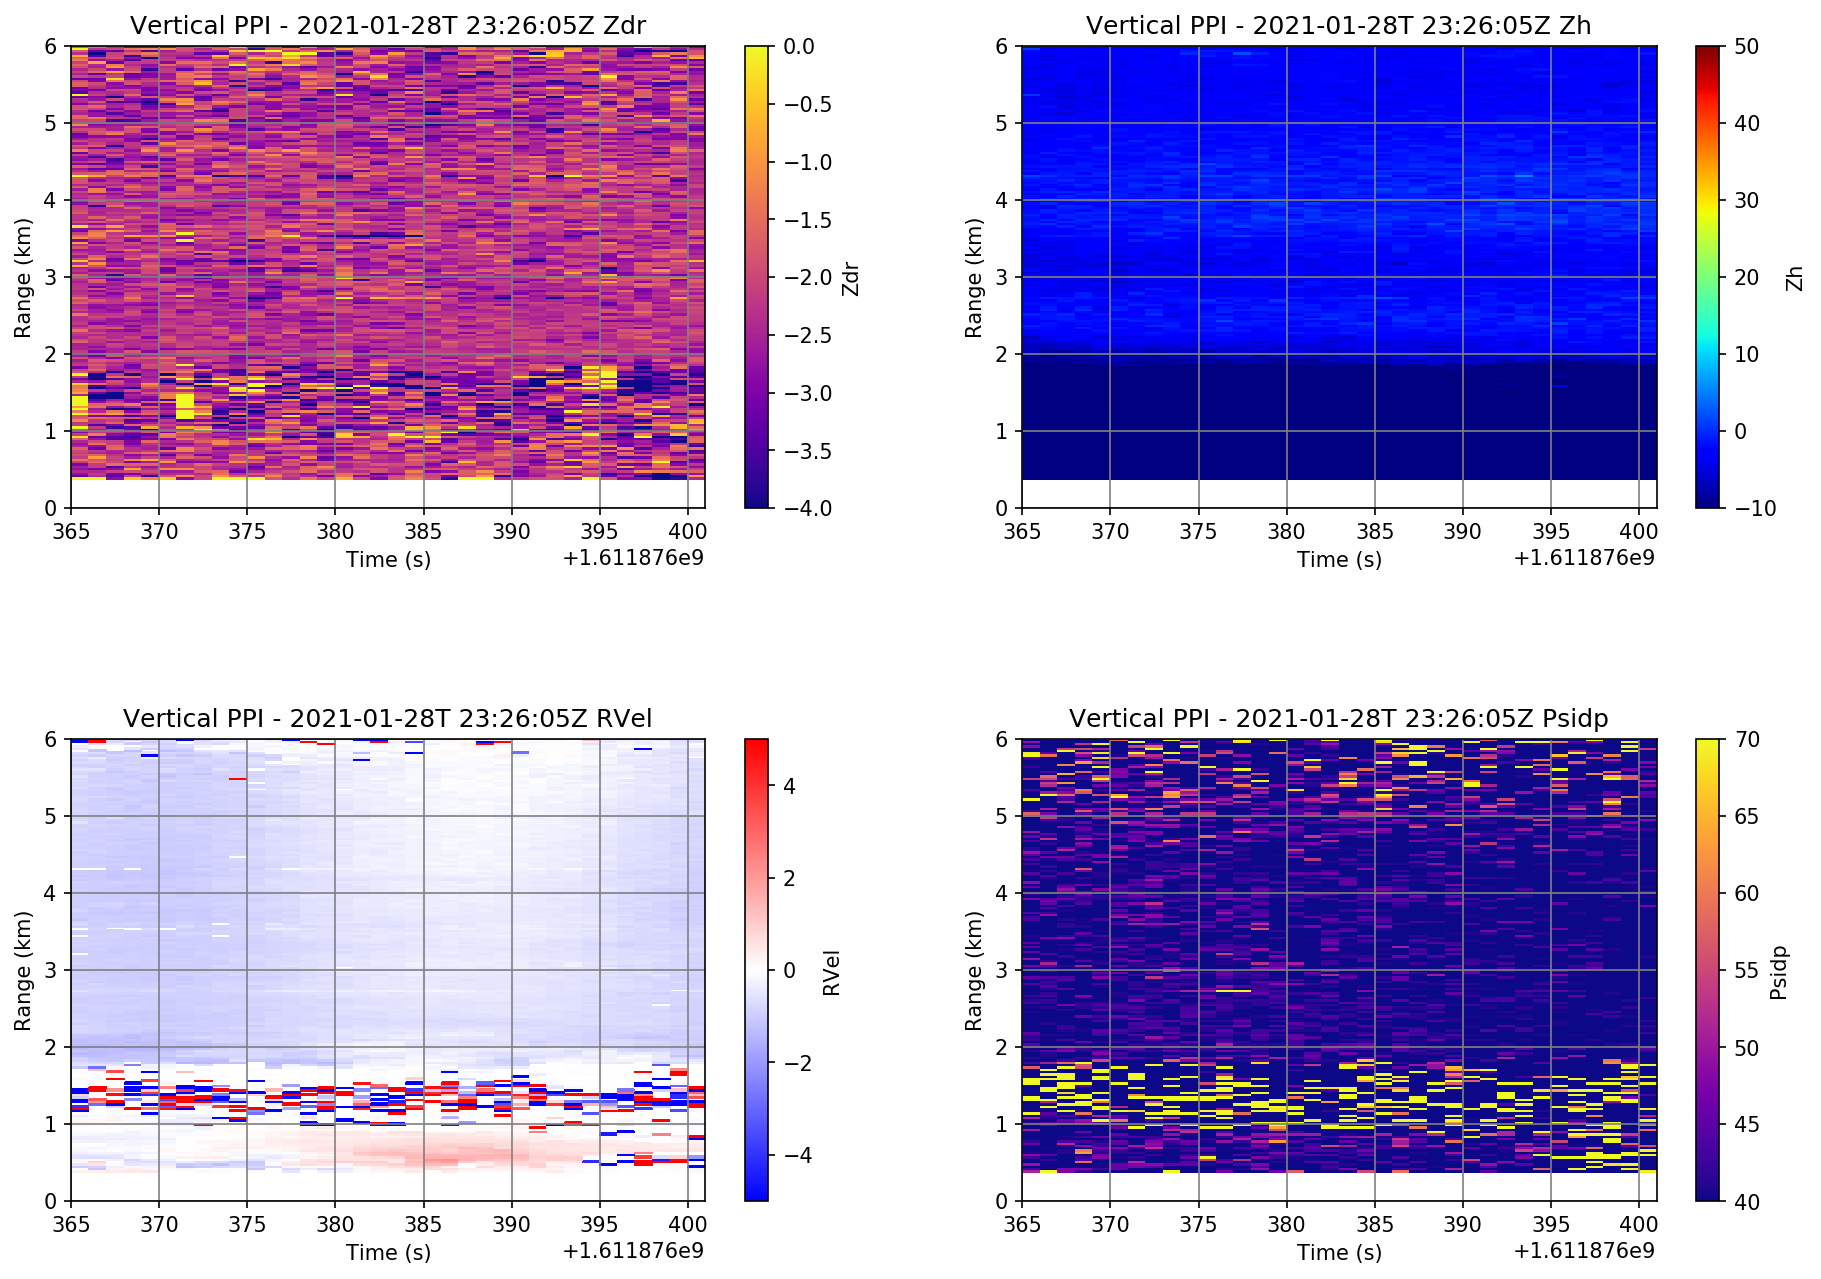 Vertical PPI - 2021-01-28T 23:26:05Z Zdr
6
5
4
3
2
1
0
Range (km)
365 370 375 380 385 390 395 400
Time (s)
+1.611876e9
0.0
−0.5
−1.0
−1.5
−2.0
−2.5
−3.0
−3.5
−4.0
Zdr
Vertical PPI - 2021-01-28T 23:26:05Z Zh
6
5
4
3
2
1
0
Range (km)
365 370 375 380 385 390 395 400
Time (s)
+1.611876e9
50
40
30
20
10
0
−10
Zh
Vertical PPI - 2021-01-28T 23:26:05Z RVel
6
5
4
3
2
1
0
Range (km)
365 370 375 380 385 390 395 400
Time (s)
+1.611876e9
4
2
0
−2
−4
RVel
Vertical PPI - 2021-01-28T 23:26:05Z Psidp
6
5
4
3
2
1
0
Range (km)
365 370 375 380 385 390 395 400
Time (s)
+1.611876e9
70
65
60
55
50
45
40
Psidp